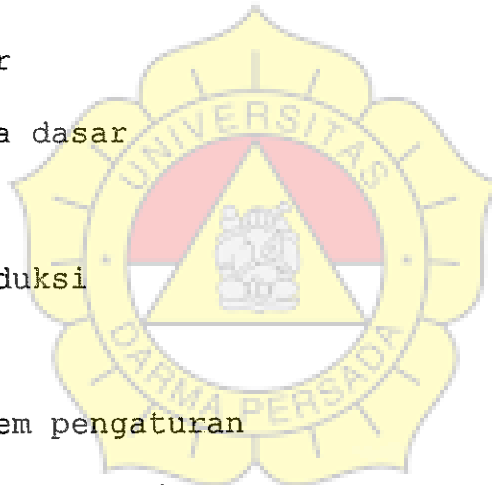 r
a dasar
duksi
em pengaturan
UNIVERSITAS
DARMA PERSADA